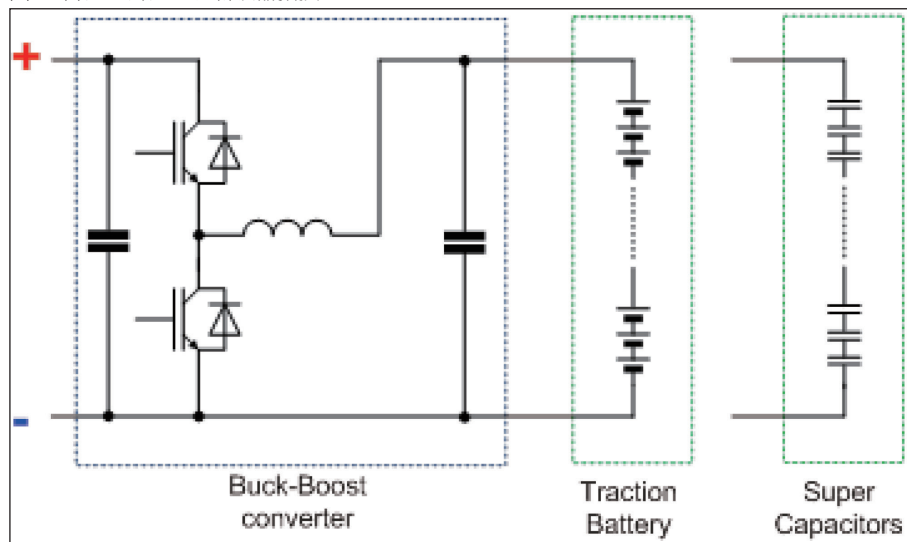 +
-
Buck-Boost
converter
Traction
Battery
Super
Capacitors